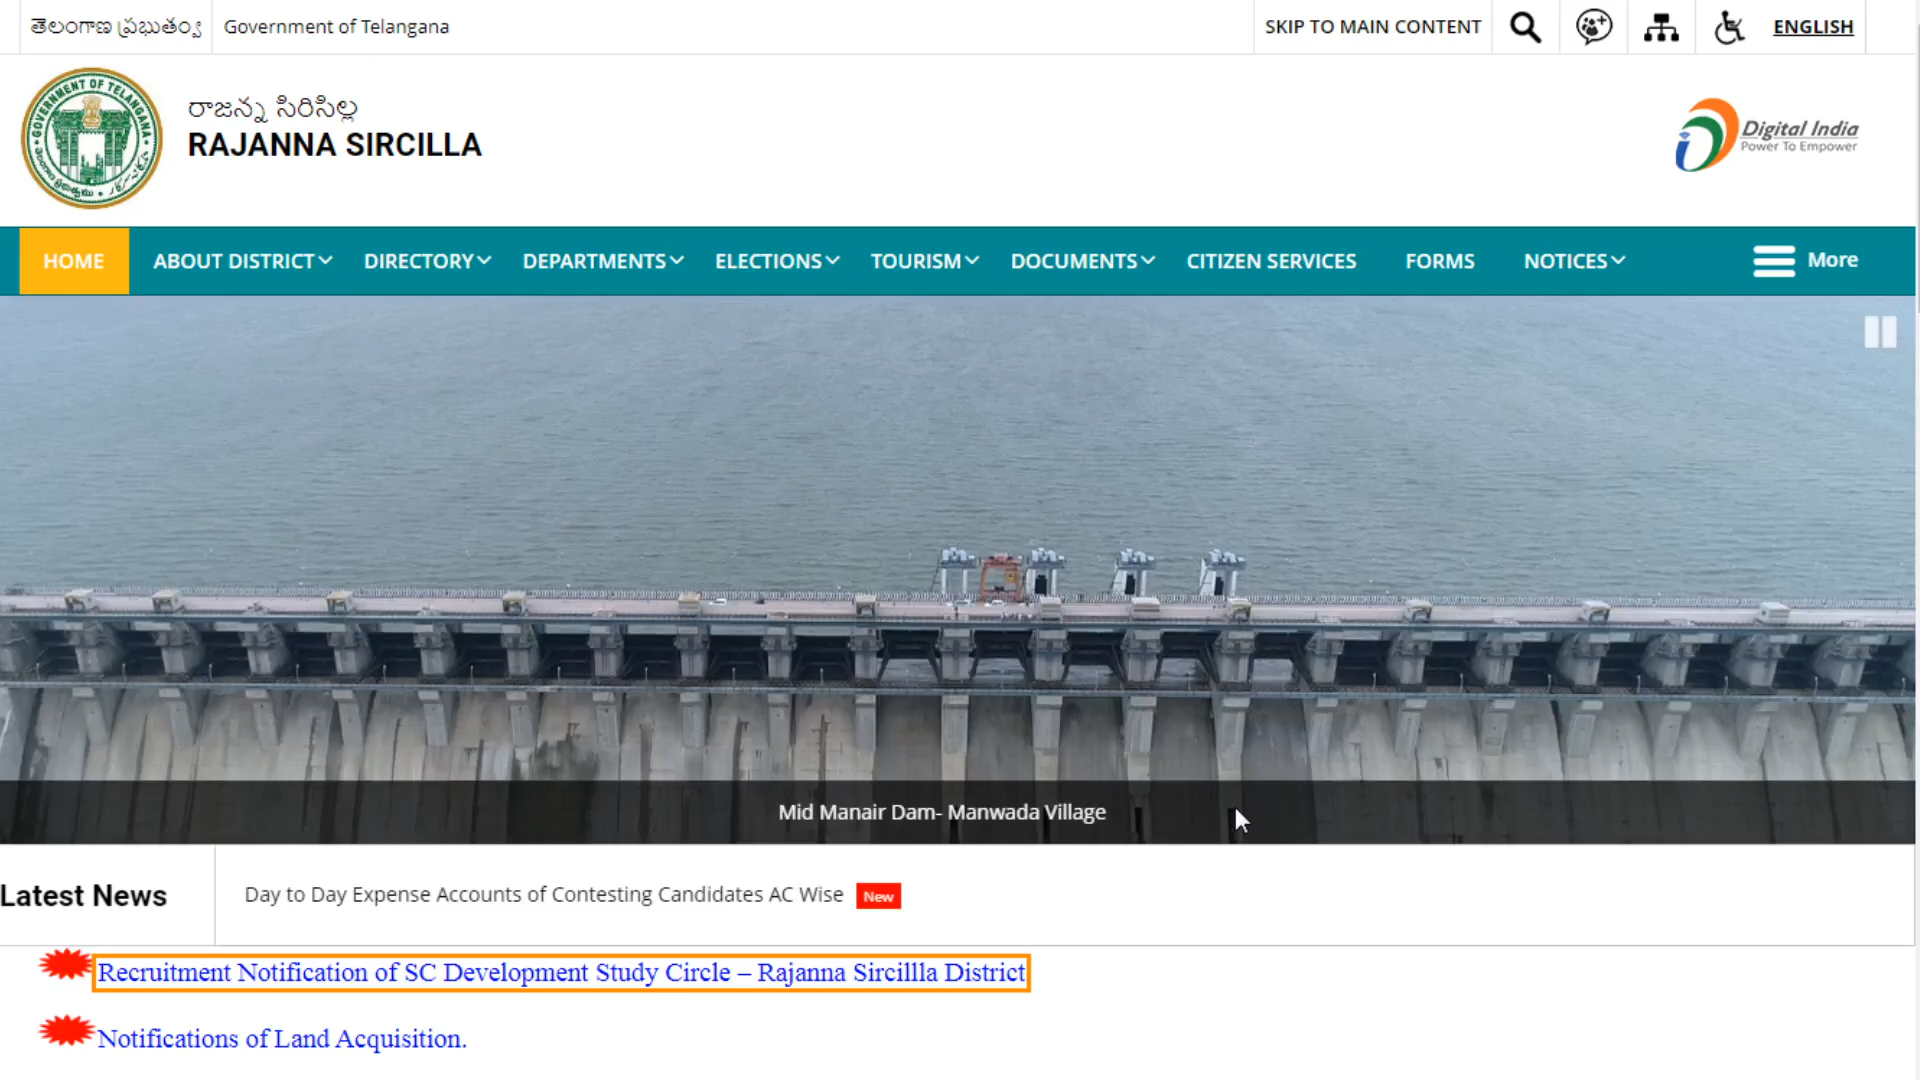 తెలంగాణ ప్రభుత్వం Government of Telangana SKIP TO MAIN CONTENT ENGLISH
GOVERNMENT OF TELANGANA
రాజన్న సిరిసిల్ల
RAJANNA SIRCILLA
Digital India
Power To Empower
HOME ABOUT DISTRICT DIRECTORY DEPARTMENTS ELECTIONS TOURISM DOCUMENTS CITIZEN SERVICES FORMS NOTICES More
Mid Manair Dam- Manwada Village
Latest News Day to Day Expense Accounts of Contesting Candidates AC Wise New
Recruitment Notification of SC Development Study Circle – Rajanna Sircillla District
Notifications of Land Acquisition.